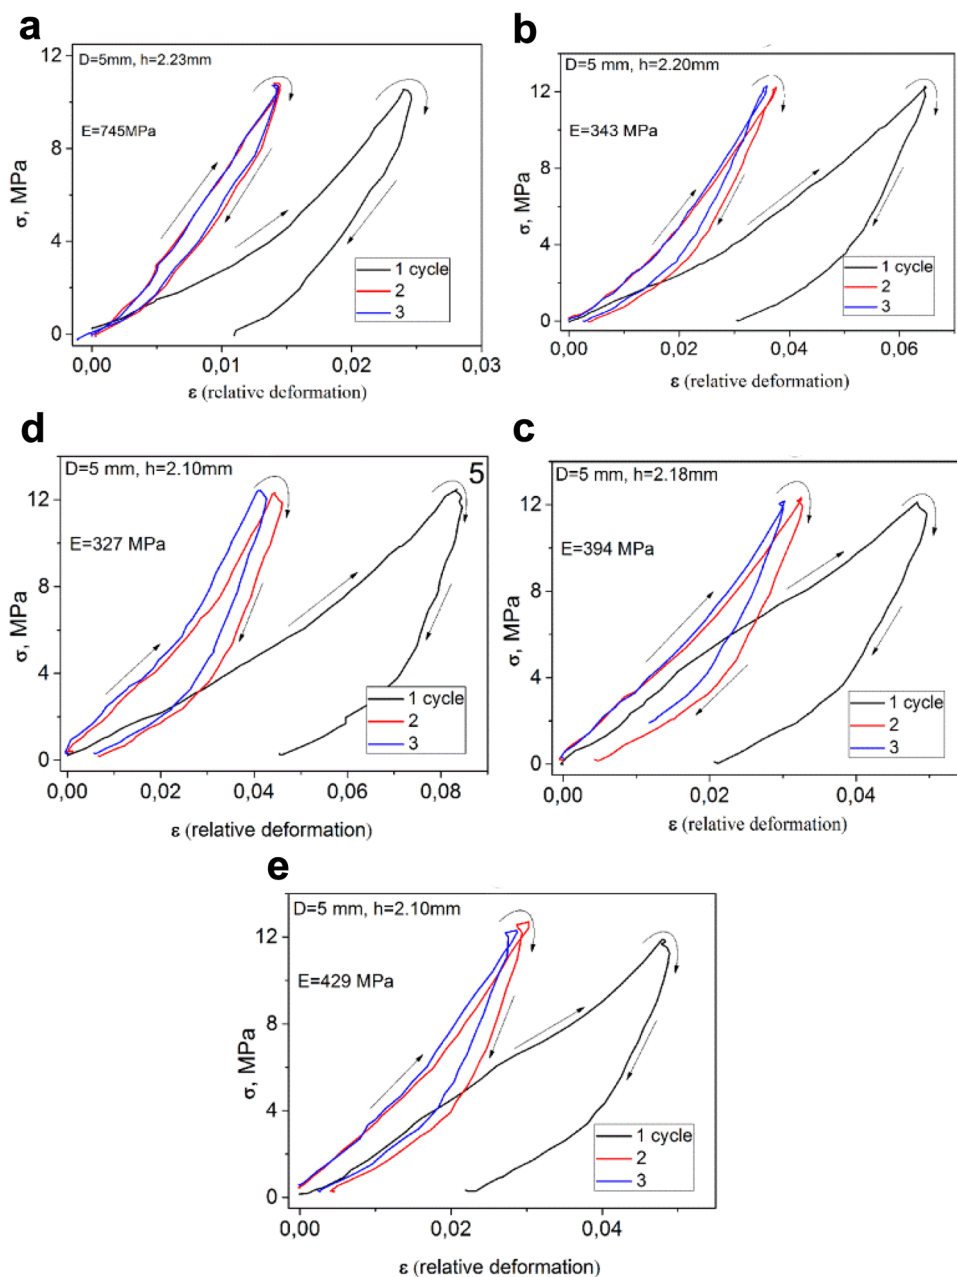 a
D=5mm, h=2.23mm
E=745MPa
12
8
4
0
σ, MPa
1 cycle
2
3
0,00
0,01
0,02
0,03
ε (relative deformation)
b
D=5 mm, h=2.20mm
E=343 MPa
12
8
4
0
σ, MPa
1 cycle
2
3
0,00
0,02
0,04
0,06
ε (relative deformation)
d
D=5 mm, h=2.10mm
5
E=327 MPa
12
8
4
0
σ, MPa
1 cycle
2
3
0,00
0,02
0,04
0,06
0,08
ε (relative deformation)
c
D=5 mm, h=2.18mm
E=394 MPa
12
8
4
0
σ, MPa
1 cycle
2
3
0,00
0,02
0,04
ε (relative deformation)
e
D=5 mm, h=2.10mm
E=429 MPa
12
8
4
0
σ, MPa
1 cycle
2
3
0,00
0,02
0,04
ε (relative deformation)